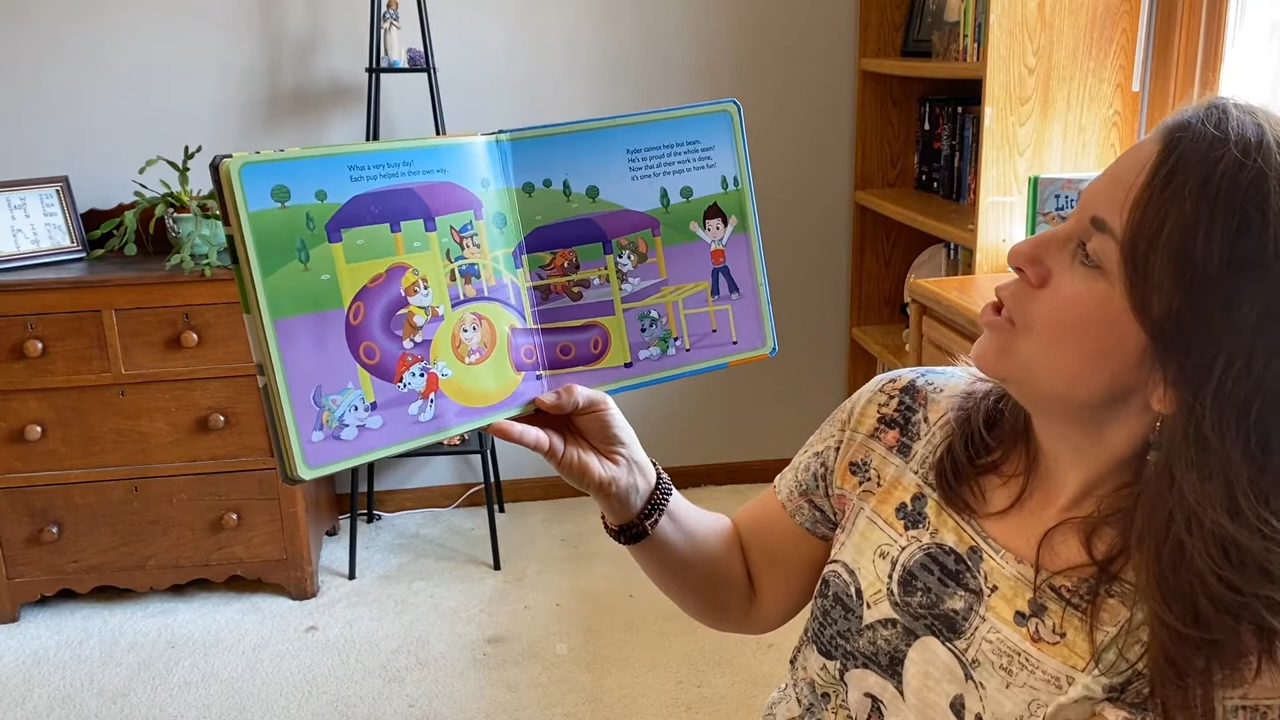 What a very busy day!
Each pup helped in their own way.
Ryder cannot help but beam.
He's so proud of the whole team!
Now that all their work is done,
it's time for the pups to have fun!